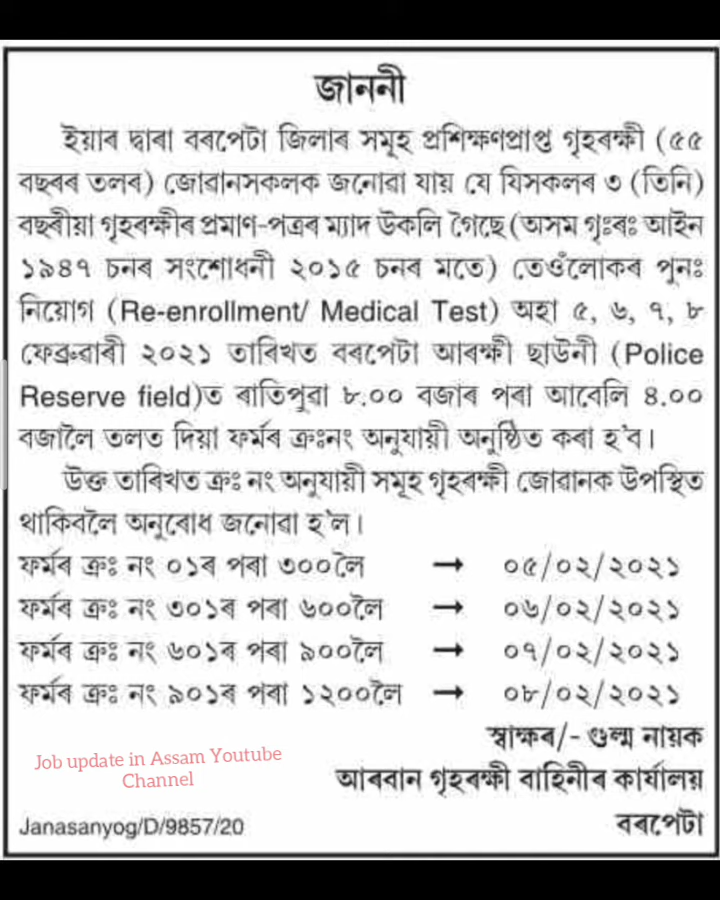 জাননী
ইয়াৰ দ্বাৰা বৰপেটা জিলাৰ সমূহ প্ৰশিক্ষণপ্ৰাপ্ত গৃহৰক্ষী (৫৫
বছৰৰ তলৰ) জোৱানসকলক জনোৱা যায় যে যিসকলৰ ৩ (তিনি)
বছৰীয়া গৃহৰক্ষীৰ প্ৰমাণ-পত্ৰৰ ম্যাদ উকলি গৈছে (অসম গৃঃৰঃ আইন
১৯৪৭ চনৰ সংশোধনী ২০১৫ চনৰ মতে) তেওঁলোকৰ পুনঃ
নিয়োগ (Re-enrollment/ Medical Test) অহা ৫, ৬, ৭, ৮
ফেব্ৰুৱাৰী ২০২১ তাৰিখত বৰপেটা আৰক্ষী ছাউনী (Police
Reserve field)ত ৰাতিপুৱা ৮.০০ বজাৰ পৰা আবেলি ৪.০০
বজালৈ তলত দিয়া ফৰ্মৰ ক্ৰঃনং অনুযায়ী অনুষ্ঠিত কৰা হ'ব।
উক্ত তাৰিখত ক্ৰঃ নং অনুযায়ী সমূহ গৃহৰক্ষী জোৱানক উপস্থিত
থাকিবলৈ অনুৰোধ জনোৱা হ'ল।
ফৰ্মৰ ক্ৰঃ নং ০১ৰ পৰা ৩০০লৈ → ০৫/০২/২০২১
ফৰ্মৰ ক্ৰঃ নং ৩০১ৰ পৰা ৬০০লৈ → ০৬/০২/২০২১
ফৰ্মৰ ক্ৰঃ নং ৬০১ৰ পৰা ৯০০লৈ → ০৭/০২/২০২১
ফৰ্মৰ ক্ৰঃ নং ৯০১ৰ পৰা ১২০০লৈ → ০৮/০২/২০২১
স্বাক্ষৰ/- গুল্ম নায়ক
Job update in Assam Youtube
Channel
আৰবান গৃহৰক্ষী বাহিনীৰ কাৰ্যালয়
Janasanyog/D/9857/20 বৰপেটা